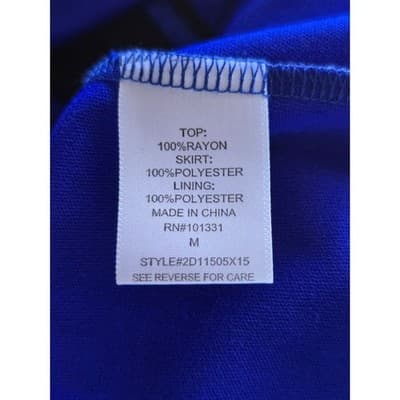 TOP:
100%RAYON
SKIRT:
100%POLYESTER
LINING:
100%POLYESTER
MADE IN CHINA
RN#101331
M
STYLE#2D11505X15
SEE REVERSE FOR CARE